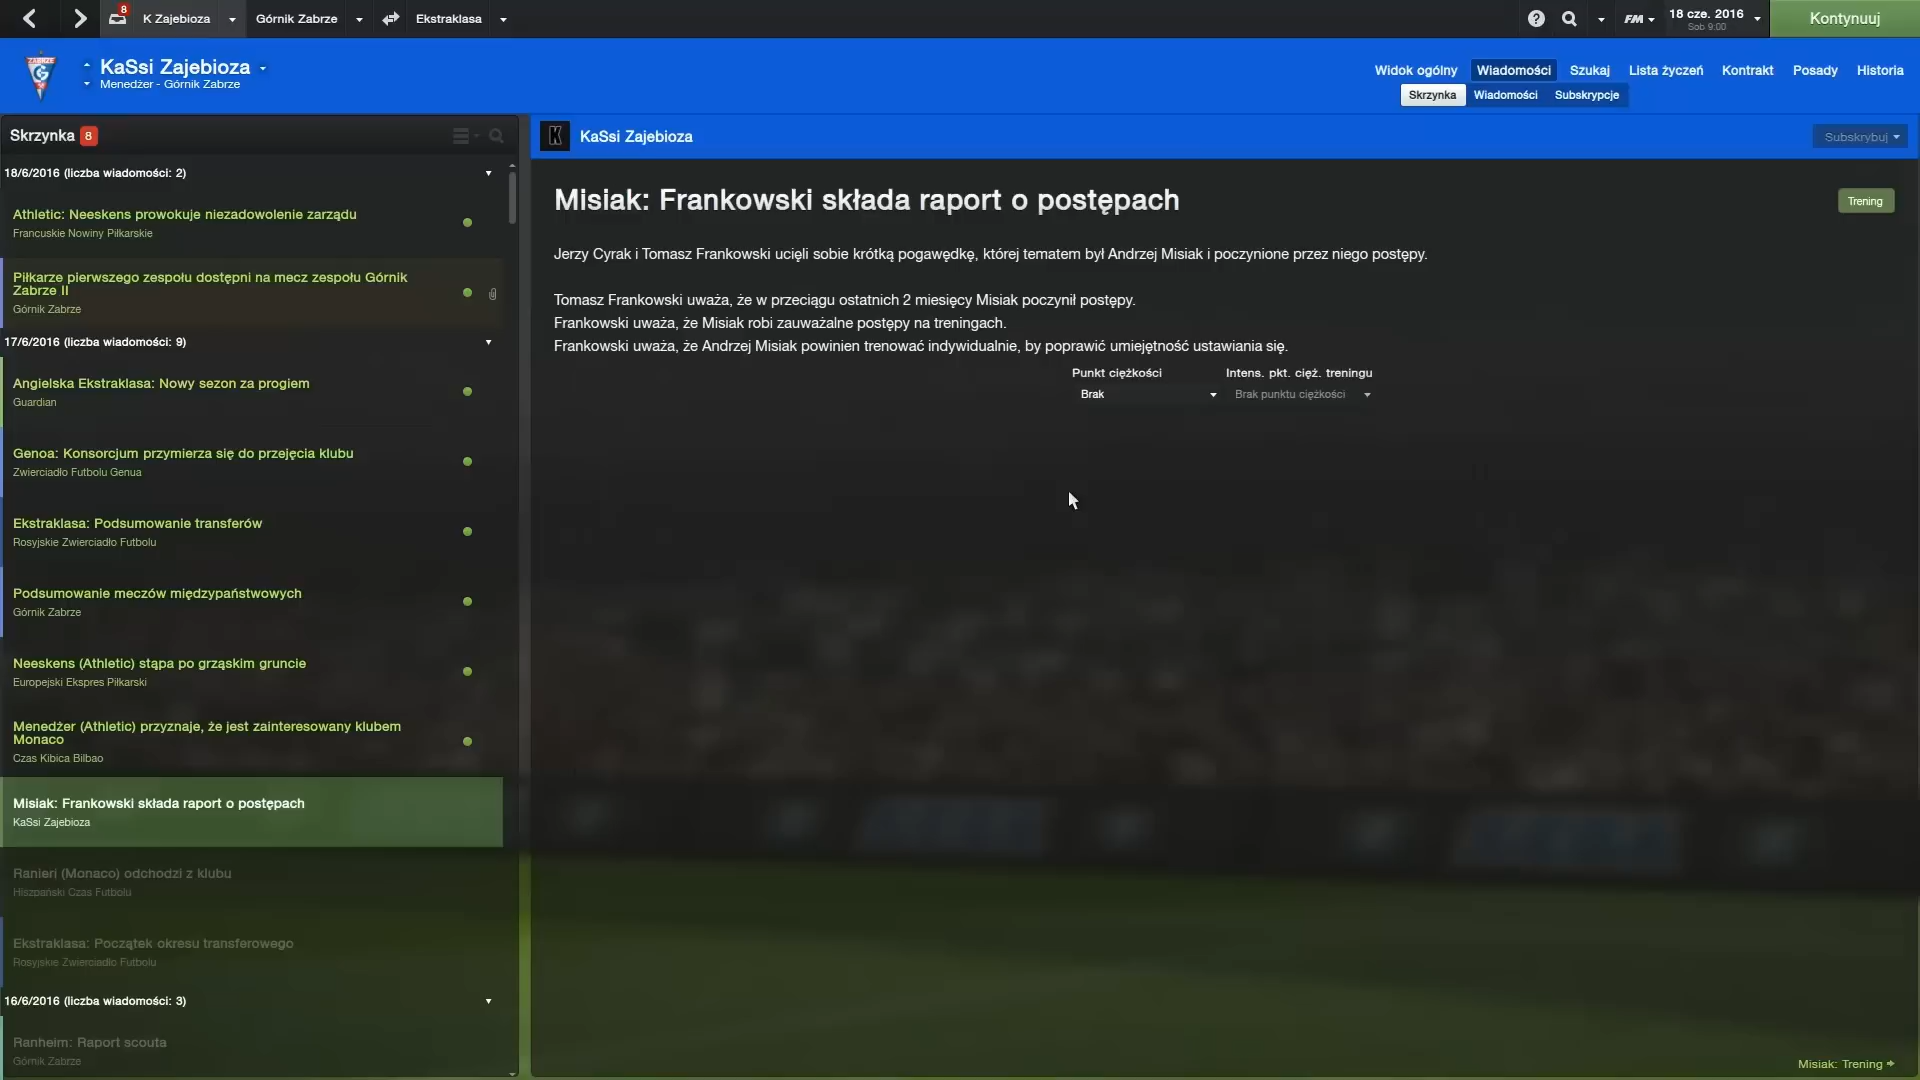 8
K Zajebioza
Górnik Zabrze
Ekstraklasa
FM
18 cze. 2016
Sob 9:00
Kontynuuj
KaSsi Zajebioza
Menedżer - Górnik Zabrze
Widok ogólny
Wiadomości
Szukaj
Lista życzeń
Kontrakt
Posady
Historia
Skrzynka
Wiadomości
Subskrypcje
Skrzynka 8
18/6/2016 (liczba wiadomości: 2)
Athletic: Neeskens prowokuje niezadowolenie zarządu
Francuskie Nowiny Piłkarskie
Piłkarze pierwszego zespołu dostępni na mecz zespołu Górnik
Zabrze II
Górnik Zabrze
17/6/2016 (liczba wiadomości: 9)
Angielska Ekstraklasa: Nowy sezon za progiem
Guardian
Genoa: Konsorcjum przymierza się do przejęcia klubu
Zwierciadło Futbolu Genua
Ekstraklasa: Podsumowanie transferów
Rosyjskie Zwierciadło Futbolu
Podsumowanie meczów międzypaństwowych
Górnik Zabrze
Neeskens (Athletic) stąpa po grząskim gruncie
Europejski Ekspres Piłkarski
Menedżer (Athletic) przyznaje, że jest zainteresowany klubem
Monaco
Czas Kibica Bilbao
Misiak: Frankowski składa raport o postępach
KaSsi Zajebioza
Ranieri (Monaco) odchodzi z klubu
Hiszpański Czas Futbolu
Ekstraklasa: Początek okresu transferowego
Rosyjskie Zwierciadło Futbolu
16/6/2016 (liczba wiadomości: 3)
Ranheim: Raport scouta
Górnik Zabrze
K
KaSsi Zajebioza
Subskrybuj
Misiak: Frankowski składa raport o postępach
Trening
Jerzy Cyrak i Tomasz Frankowski ucięli sobie krótką pogawędkę, której tematem był Andrzej Misiak i poczynione przez niego postępy.
Tomasz Frankowski uważa, że w przeciągu ostatnich 2 miesięcy Misiak poczynił postępy.
Frankowski uważa, że Misiak robi zauważalne postępy na treningach.
Frankowski uważa, że Andrzej Misiak powinien trenować indywidualnie, by poprawić umiejętność ustawiania się.
Punkt ciężkości
Intens. pkt. cięż. treningu
Brak
Brak punktu ciężkości
Misiak: Trening